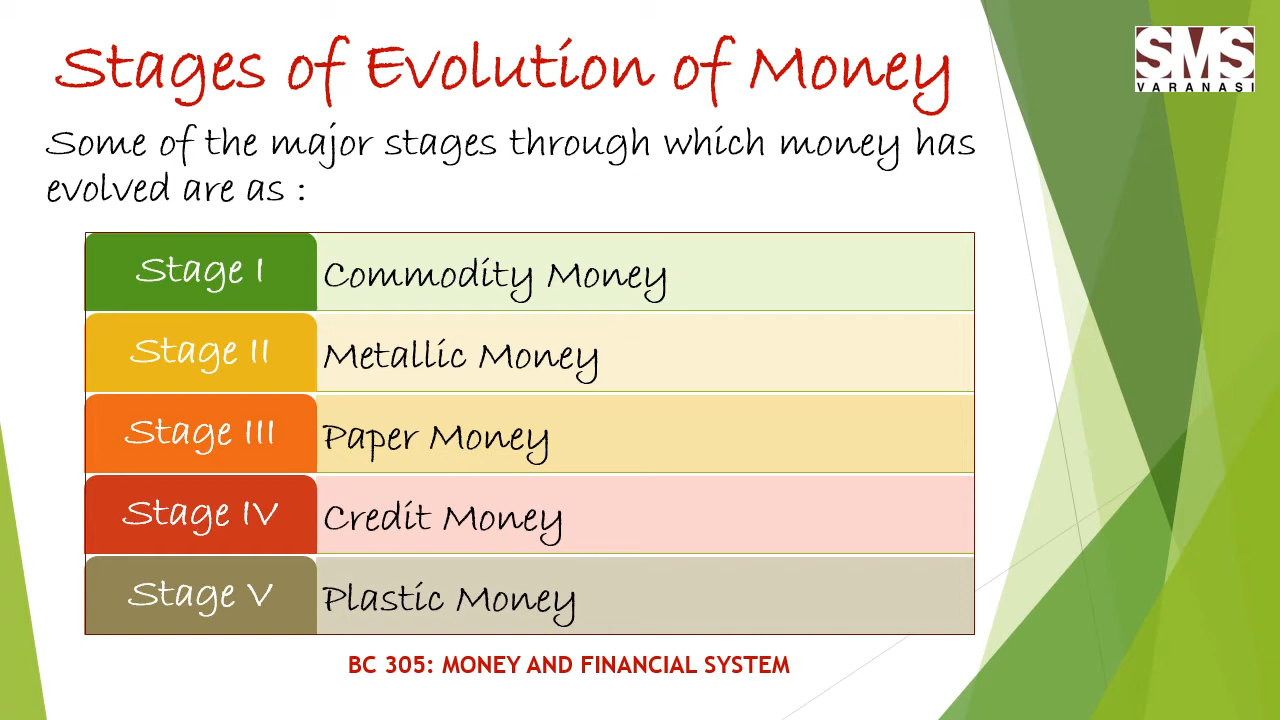 Stages of Evolution of Money
SMS
VARANASI
Some of the major stages through which money has
evolved are as :
Stage I Commodity Money
Stage II Metallic Money
Stage III Paper Money
Stage IV Credit Money
Stage V Plastic Money
BC 305: MONEY AND FINANCIAL SYSTEM